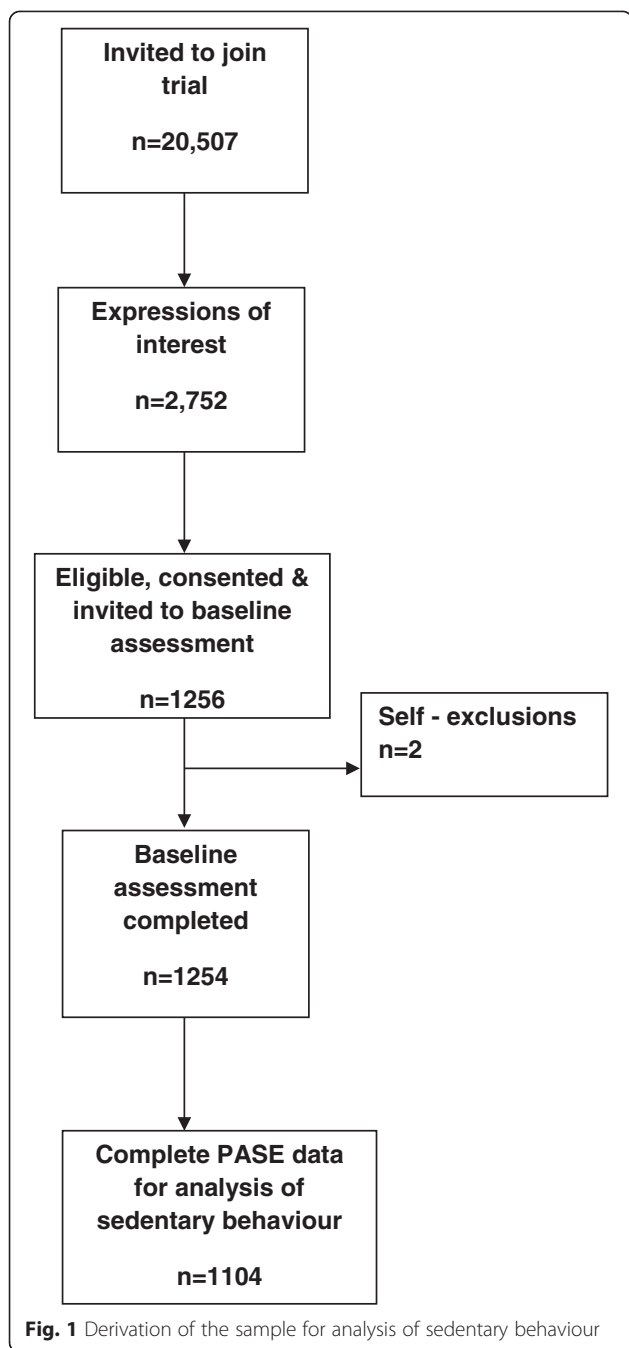 Invited to join
trial
n=20,507
Expressions of
interest
n=2,752
Eligible, consented &
invited to baseline
assessment
n=1256
Self - exclusions
n=2
Baseline
assessment
completed
n=1254
Complete PASE data
for analysis of
sedentary behaviour
n=1104
Fig. 1 Derivation of the sample for analysis of sedentary behaviour